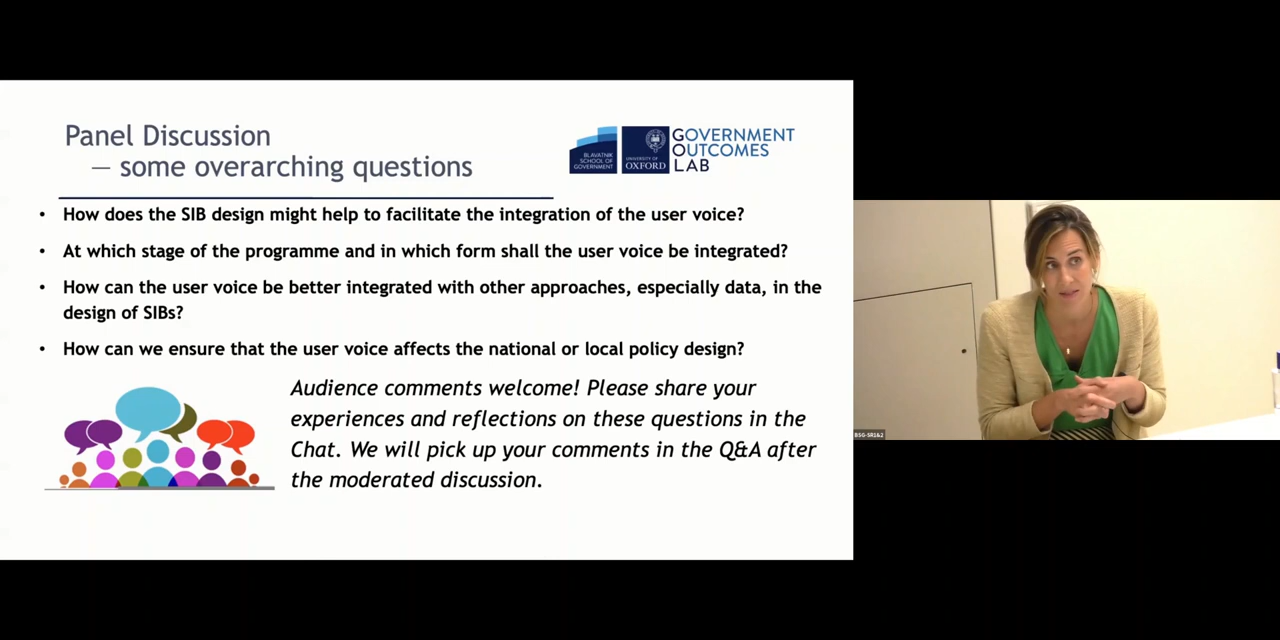 Panel Discussion
– some overarching questions
BLAVATNIK
SCHOOL OF
GOVERNMENT
UNIVERSITY OF
OXFORD
GOVERNMENT
OUTCOMES
LAB
• How does the SIB design might help to facilitate the integration of the user voice?
• At which stage of the programme and in which form shall the user voice be integrated?
• How can the user voice be better integrated with other approaches, especially data, in the
design of SIBs?
• How can we ensure that the user voice affects the national or local policy design?
Audience comments welcome! Please share your
experiences and reflections on these questions in the
Chat. We will pick up your comments in the Q&A after
the moderated discussion.
BSG-SR1&2